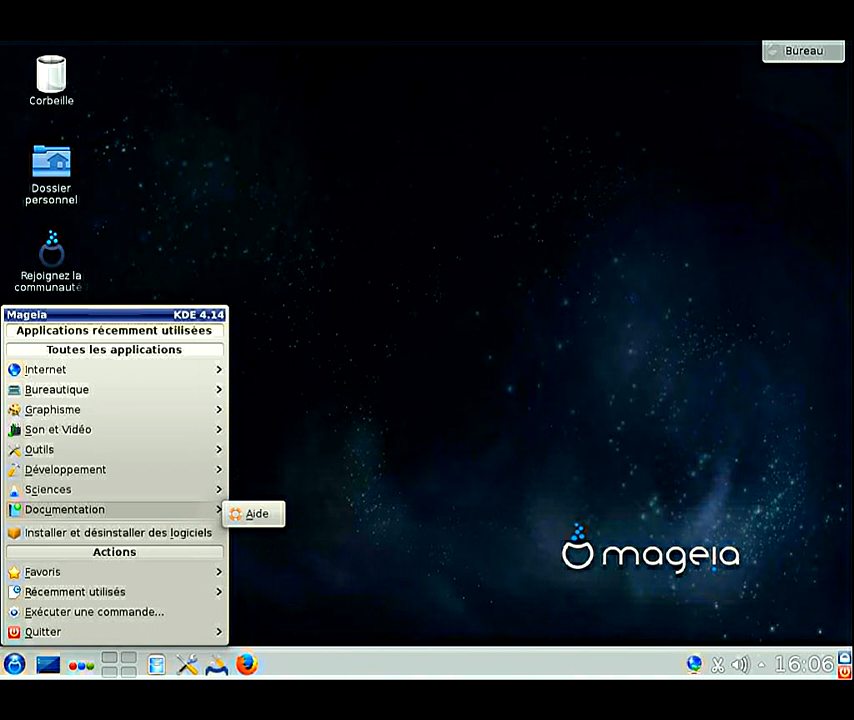 Bureau
Corbeille
Dossier
personnel
Rejoignez la
communauté
Mageia KDE 4.14
Applications récemment utilisées
Toutes les applications
Internet
Bureautique
Graphisme
Son et Vidéo
Outils
Développement
Sciences
Documentation
Aide
Installer et désinstaller des logiciels
Actions
Favoris
Récemment utilisés
Exécuter une commande...
Quitter
mageia
16:06